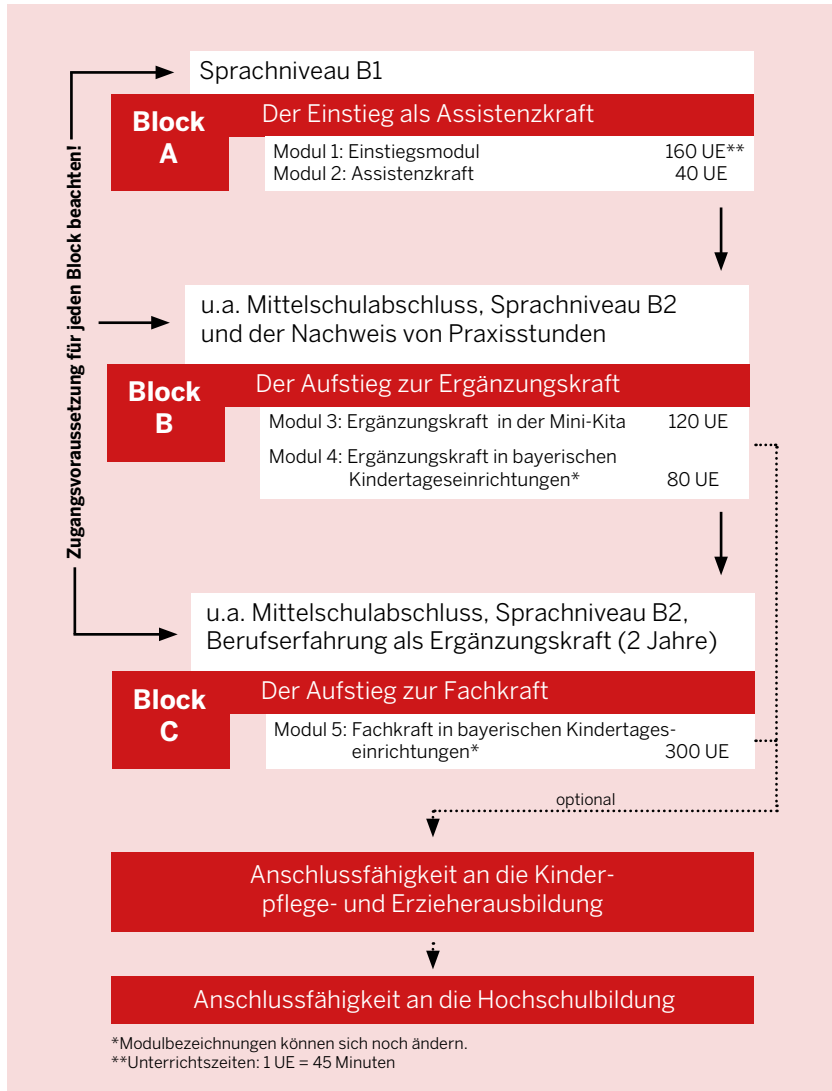 Zugangsvoraussetzung für jeden Block beachten!
Sprachniveau B1
Block
A
Der Einstieg als Assistenzkraft
Modul 1: Einstiegsmodul 160 UE**
Modul 2: Assistenzkraft 40 UE
u.a. Mittelschulabschluss, Sprachniveau B2
und der Nachweis von Praxisstunden
Block
B
Der Aufstieg zur Ergänzungskraft
Modul 3: Ergänzungskraft in der Mini-Kita 120 UE
Modul 4: Ergänzungskraft in bayerischen
Kindertageseinrichtungen* 80 UE
u.a. Mittelschulabschluss, Sprachniveau B2,
Berufserfahrung als Ergänzungskraft (2 Jahre)
Block
C
Der Aufstieg zur Fachkraft
Modul 5: Fachkraft in bayerischen Kindertages-
einrichtungen* 300 UE
optional
Anschlussfähigkeit an die Kinder-
pflege- und Erzieherausbildung
Anschlussfähigkeit an die Hochschulbildung
*Modulbezeichnungen können sich noch ändern.
**Unterrichtszeiten: 1 UE = 45 Minuten